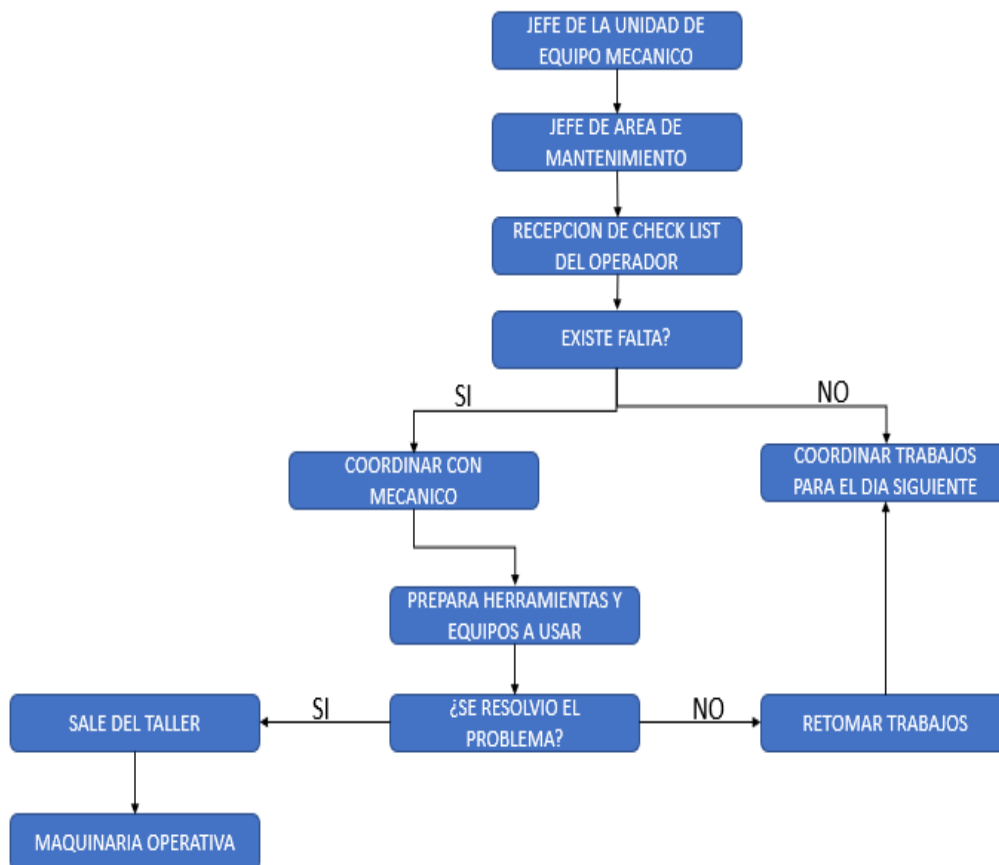 JEFE DE LA UNIDAD DE
EQUIPO MECANICO
JEFE DE AREA DE
MANTENIMIENTO
RECEPCION DE CHECK LIST
DEL OPERADOR
EXISTE FALTA?
SI
NO
COORDINAR CON
MECANICO
COORDINAR TRABAJOS
PARA EL DIA SIGUIENTE
PREPARA HERRAMIENTAS Y
EQUIPOS A USAR
SALE DEL TALLER
SI
¿SE RESOLVIO EL
PROBLEMA?
NO
RETOMAR TRABAJOS
MAQUINARIA OPERATIVA